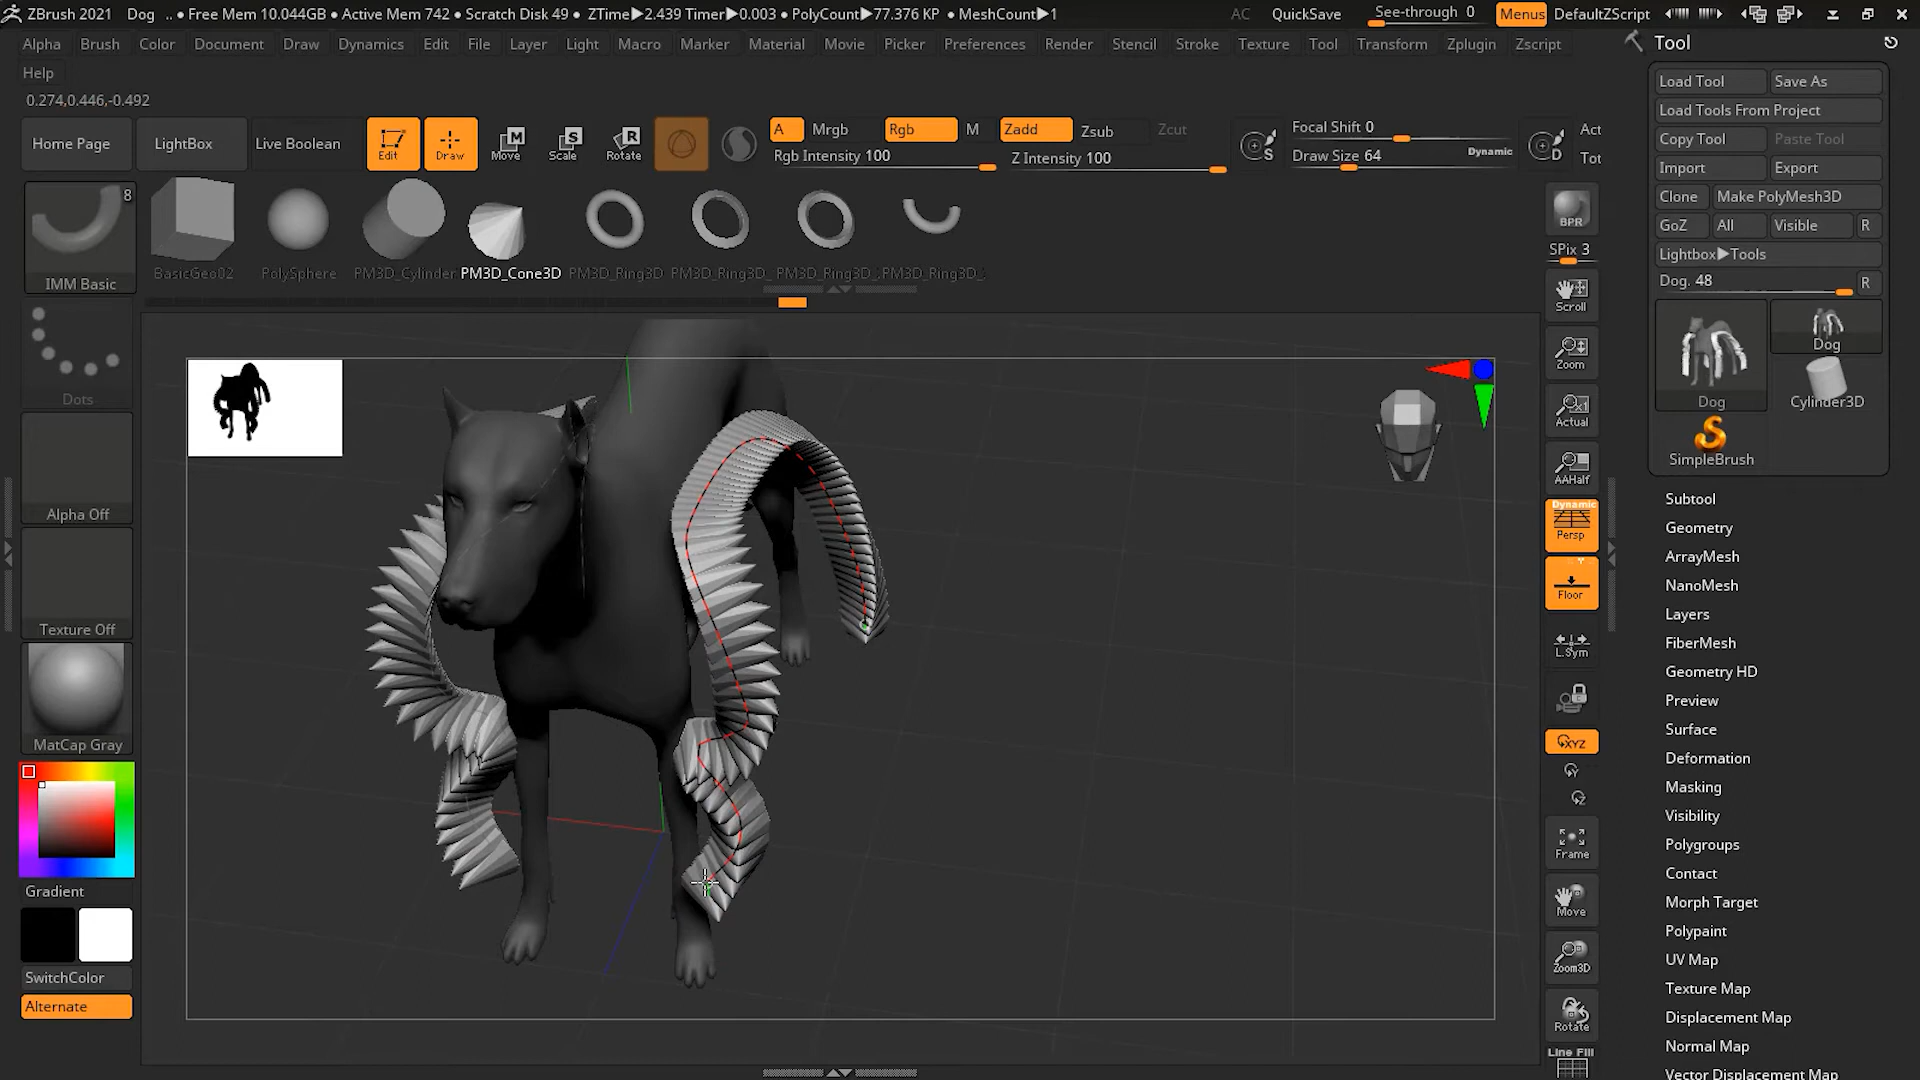 ZBrush 2021 Dog .. • Free Mem 10.044GB • Active Mem 742 • Scratch Disk 49 • ZTime▶2.439 Timer▶0.003 • PolyCount▶77.376 KP • MeshCount▶1 AC QuickSave See-through 0 Menus DefaultZScript
Alpha Brush Color Document Draw Dynamics Edit File Layer Light Macro Marker Material Movie Picker Preferences Render Stencil Stroke Texture Tool Transform Zplugin Zscript
Help
0.274,0.446,-0.492
Home Page LightBox Live Boolean Edit Draw Move Scale Rotate
A Mrgb Rgb M Zadd Zsub Zcut
Rgb Intensity 100 Z Intensity 100
S Focal Shift 0
Draw Size 64 Dynamic
D Act
Tot
8
IMM Basic
BasicGeo02 PolySphere PM3D_Cylinder PM3D_Cone3D PM3D_Ring3D PM3D_Ring3D_ PM3D_Ring3D_ PM3D_Ring3D_
Dots
Alpha Off
Texture Off
MatCap Gray
Gradient
SwitchColor
Alternate
BPR
SPix 3
Scroll
Zoom
Actual
AAHalf
Dynamic
Persp
Floor
L.Sym
XYZ
Y
Z
Frame
Move
Zoom3D
Rotate
Line Fill
Tool
Load Tool Save As
Load Tools From Project
Copy Tool Paste Tool
Import Export
Clone Make PolyMesh3D
GoZ All Visible R
Lightbox▶Tools
Dog. 48 R
Dog
Dog
Cylinder3D
SimpleBrush
Subtool
Geometry
ArrayMesh
NanoMesh
Layers
FiberMesh
Geometry HD
Preview
Surface
Deformation
Masking
Visibility
Polygroups
Contact
Morph Target
Polypaint
UV Map
Texture Map
Displacement Map
Normal Map
Vector Displacement Map